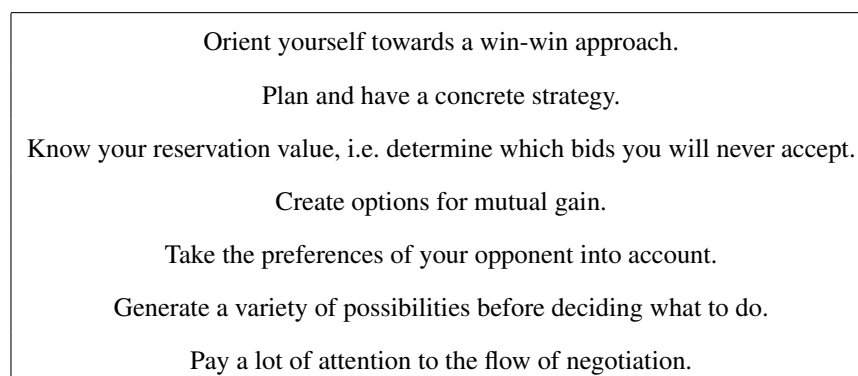 Orient yourself towards a win-win approach.
Plan and have a concrete strategy.
Know your reservation value, i.e. determine which bids you will never accept.
Create options for mutual gain.
Take the preferences of your opponent into account.
Generate a variety of possibilities before deciding what to do.
Pay a lot of attention to the flow of negotiation.